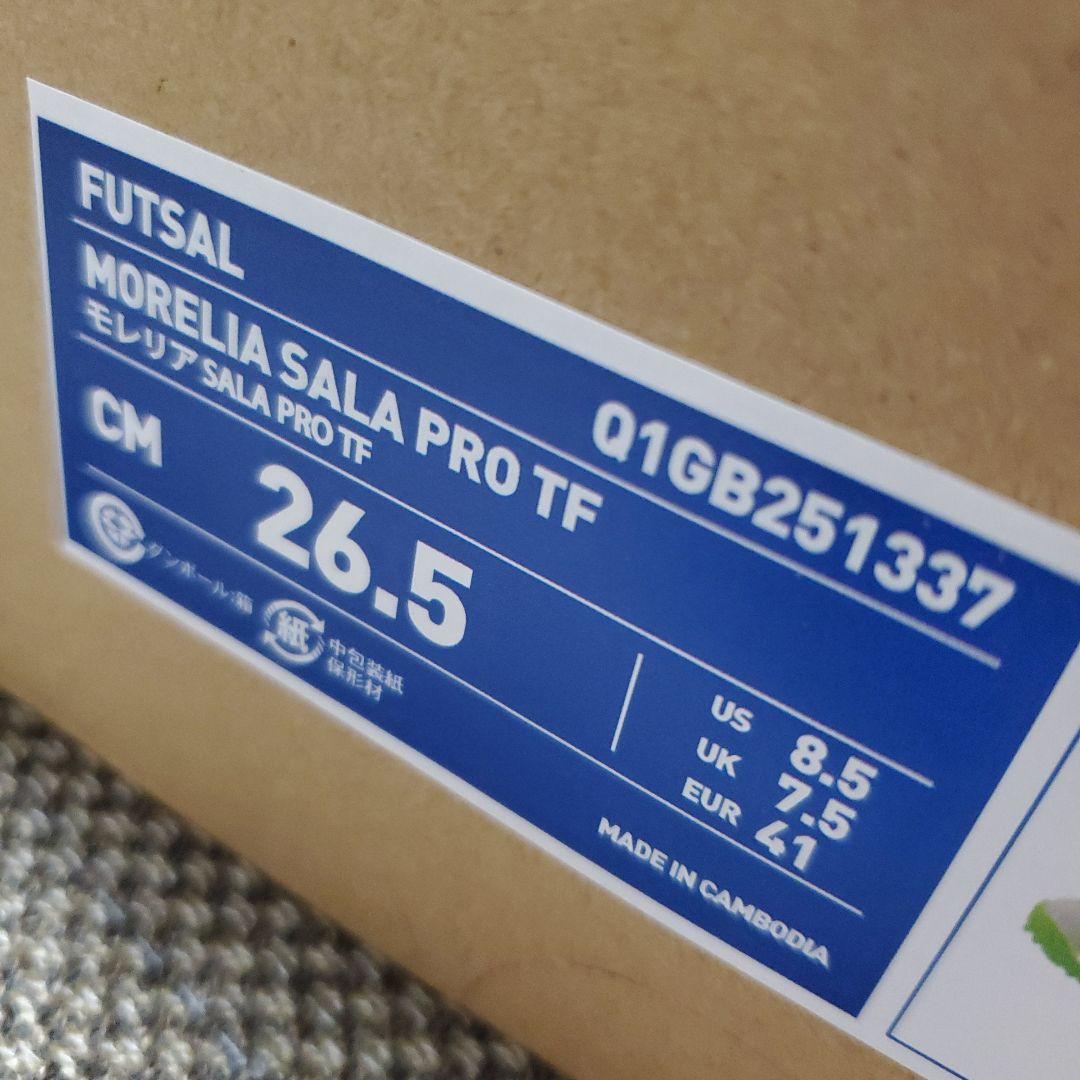 FUTSAL
Q1GB251337
MORELIA SALA PRO TF
モレリア SALA PRO TF
CM
26.5
US 8.5
UK 7.5
EUR 41
ダンボール:箱
紙
中包装紙
保形材
MADE IN CAMBODIA